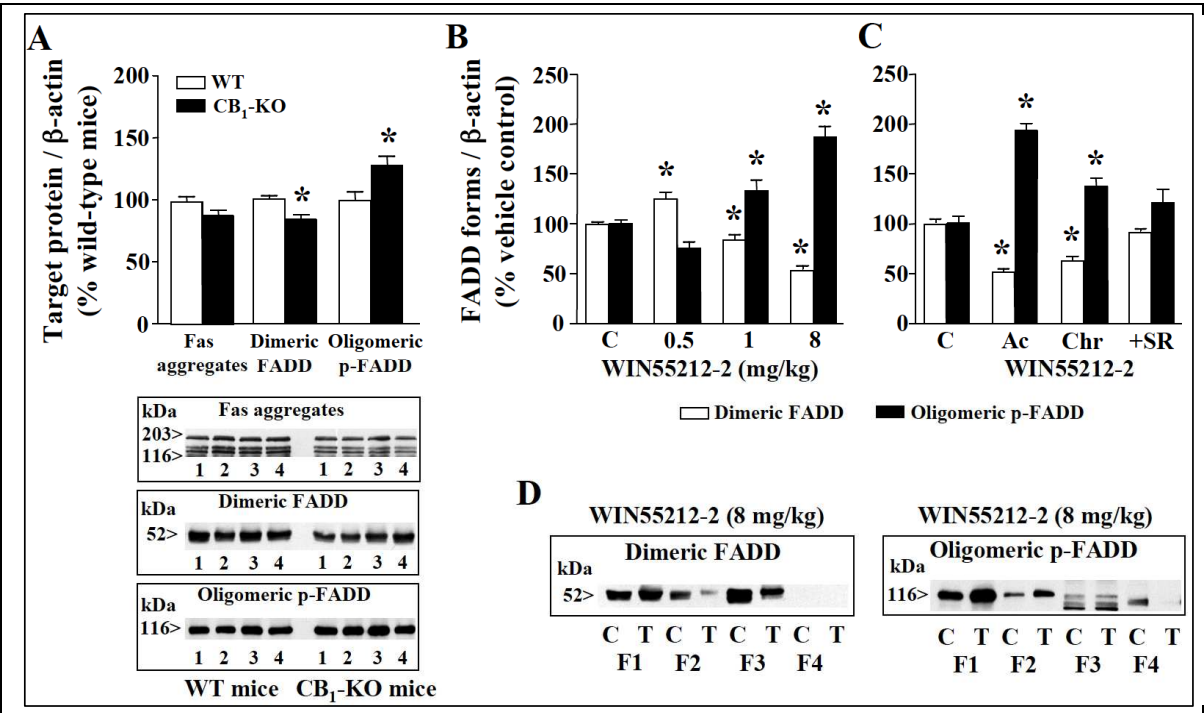 A
Target protein / β-actin
(% wild-type mice)
200
150
100
50
0
WT
CB₁-KO
*
*
Fas
aggregates
Dimeric
FADD
Oligomeric
p-FADD
kDa
Fas aggregates
203>
116>
1 2 3 4 1 2 3 4
kDa
Dimeric FADD
52>
1 2 3 4 1 2 3 4
kDa
Oligomeric p-FADD
116>
1 2 3 4 1 2 3 4
WT mice CB₁-KO mice
B
FADD forms / β-actin
(% vehicle control)
250
200
150
100
50
0
*
*
*
*
*
C 0.5 1 8
WIN55212-2 (mg/kg)
C
250
200
150
100
50
0
*
*
*
*
C Ac Chr +SR
WIN55212-2
Dimeric FADD Oligomeric p-FADD
D
WIN55212-2 (8 mg/kg)
Dimeric FADD
kDa
52>
C T C T C T C T
F1 F2 F3 F4
WIN55212-2 (8 mg/kg)
Oligomeric p-FADD
kDa
116>
C T C T C T C T
F1 F2 F3 F4